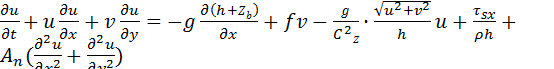 ∂u/∂t + u ∂u/∂x + v ∂u/∂y = −g ∂(h+Z_b)/∂x + fv − g/C²_z · √(u²+v²)/h u + τ_sx/ρh +
A_n(∂²u/∂x² + ∂²u/∂y²)